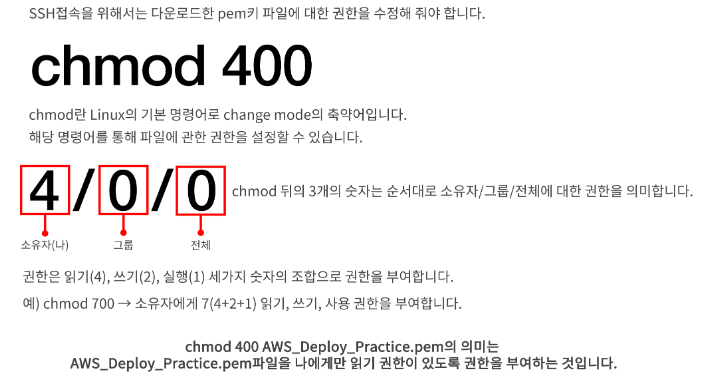 SSH접속을 위해서는 다운로드한 pem키 파일에 대한 권한을 수정해 줘야 합니다.
chmod 400
chmod란 Linux의 기본 명령어로 change mode의 축약어입니다.
해당 명령어를 통해 파일에 관한 권한을 설정할 수 있습니다.
4/0/0 chmod 뒤의 3개의 숫자는 순서대로 소유자/그룹/전체에 대한 권한을 의미합니다.
소유자(나) 그룹 전체
권한은 읽기(4), 쓰기(2), 실행(1) 세가지 숫자의 조합으로 권한을 부여합니다.
예) chmod 700 → 소유자에게 7(4+2+1) 읽기, 쓰기, 사용 권한을 부여합니다.
chmod 400 AWS_Deploy_Practice.pem의 의미는
AWS_Deploy_Practice.pem파일을 나에게만 읽기 권한이 있도록 권한을 부여하는 것입니다.